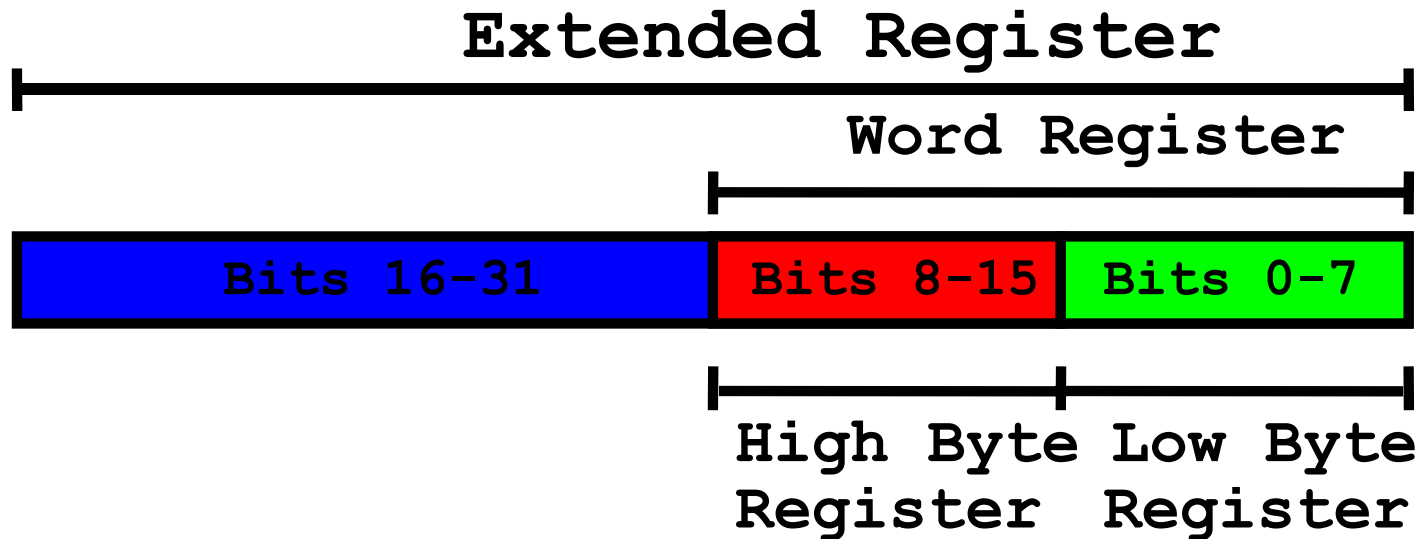 Extended Register
Word Register
Bits 16-31 Bits 8-15 Bits 0-7
High Byte Low Byte
Register Register